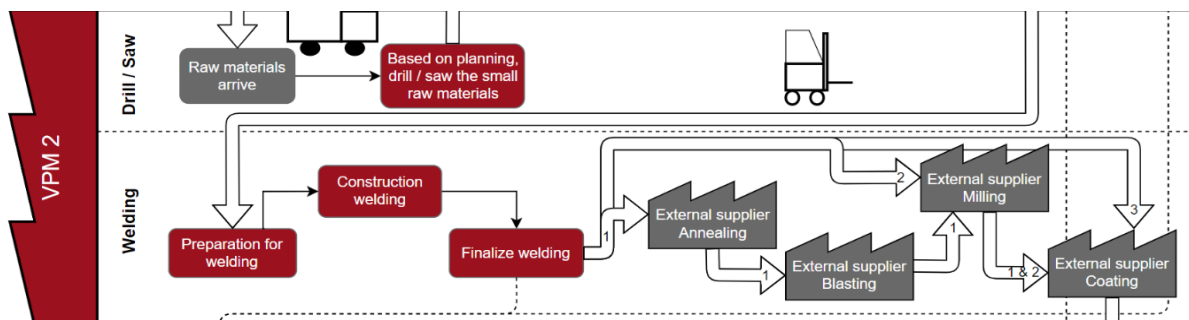 VPM 2
Drill / Saw
Raw materials
arrive
Based on planning,
drill / saw the small
raw materials
Welding
Preparation for
welding
Construction
welding
Finalize welding
1
External supplier
Annealing
1
External supplier
Blasting
1
2
External supplier
Milling
1 & 2
3
External supplier
Coating